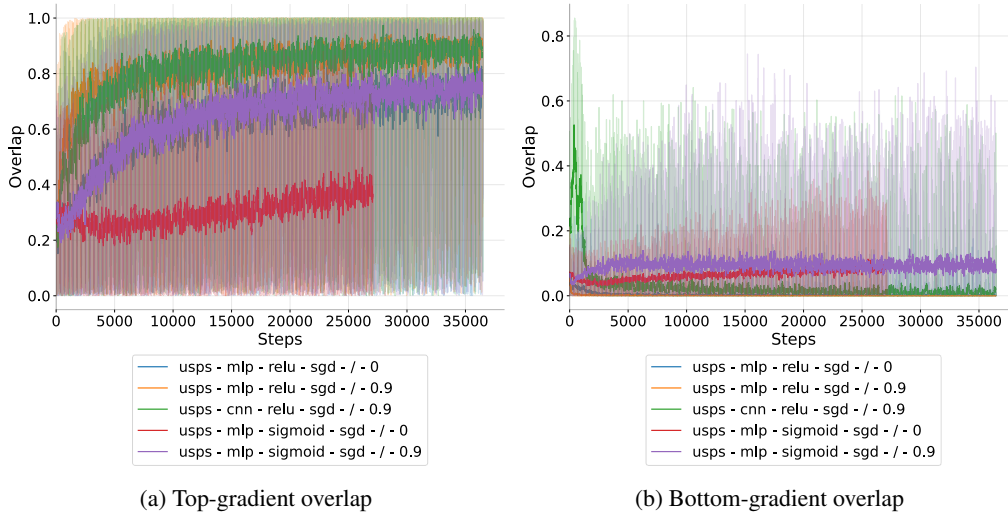 1.0
0.8
0.6
0.4
0.2
0.0
Overlap
0 5000 10000 15000 20000 25000 30000 35000
Steps
usps - mlp - relu - sgd - / - 0
usps - mlp - relu - sgd - / - 0.9
usps - cnn - relu - sgd - / - 0.9
usps - mlp - sigmoid - sgd - / - 0
usps - mlp - sigmoid - sgd - / - 0.9
(a) Top-gradient overlap
0.8
0.6
0.4
0.2
0.0
Overlap
0 5000 10000 15000 20000 25000 30000 35000
Steps
usps - mlp - relu - sgd - / - 0
usps - mlp - relu - sgd - / - 0.9
usps - cnn - relu - sgd - / - 0.9
usps - mlp - sigmoid - sgd - / - 0
usps - mlp - sigmoid - sgd - / - 0.9
(b) Bottom-gradient overlap